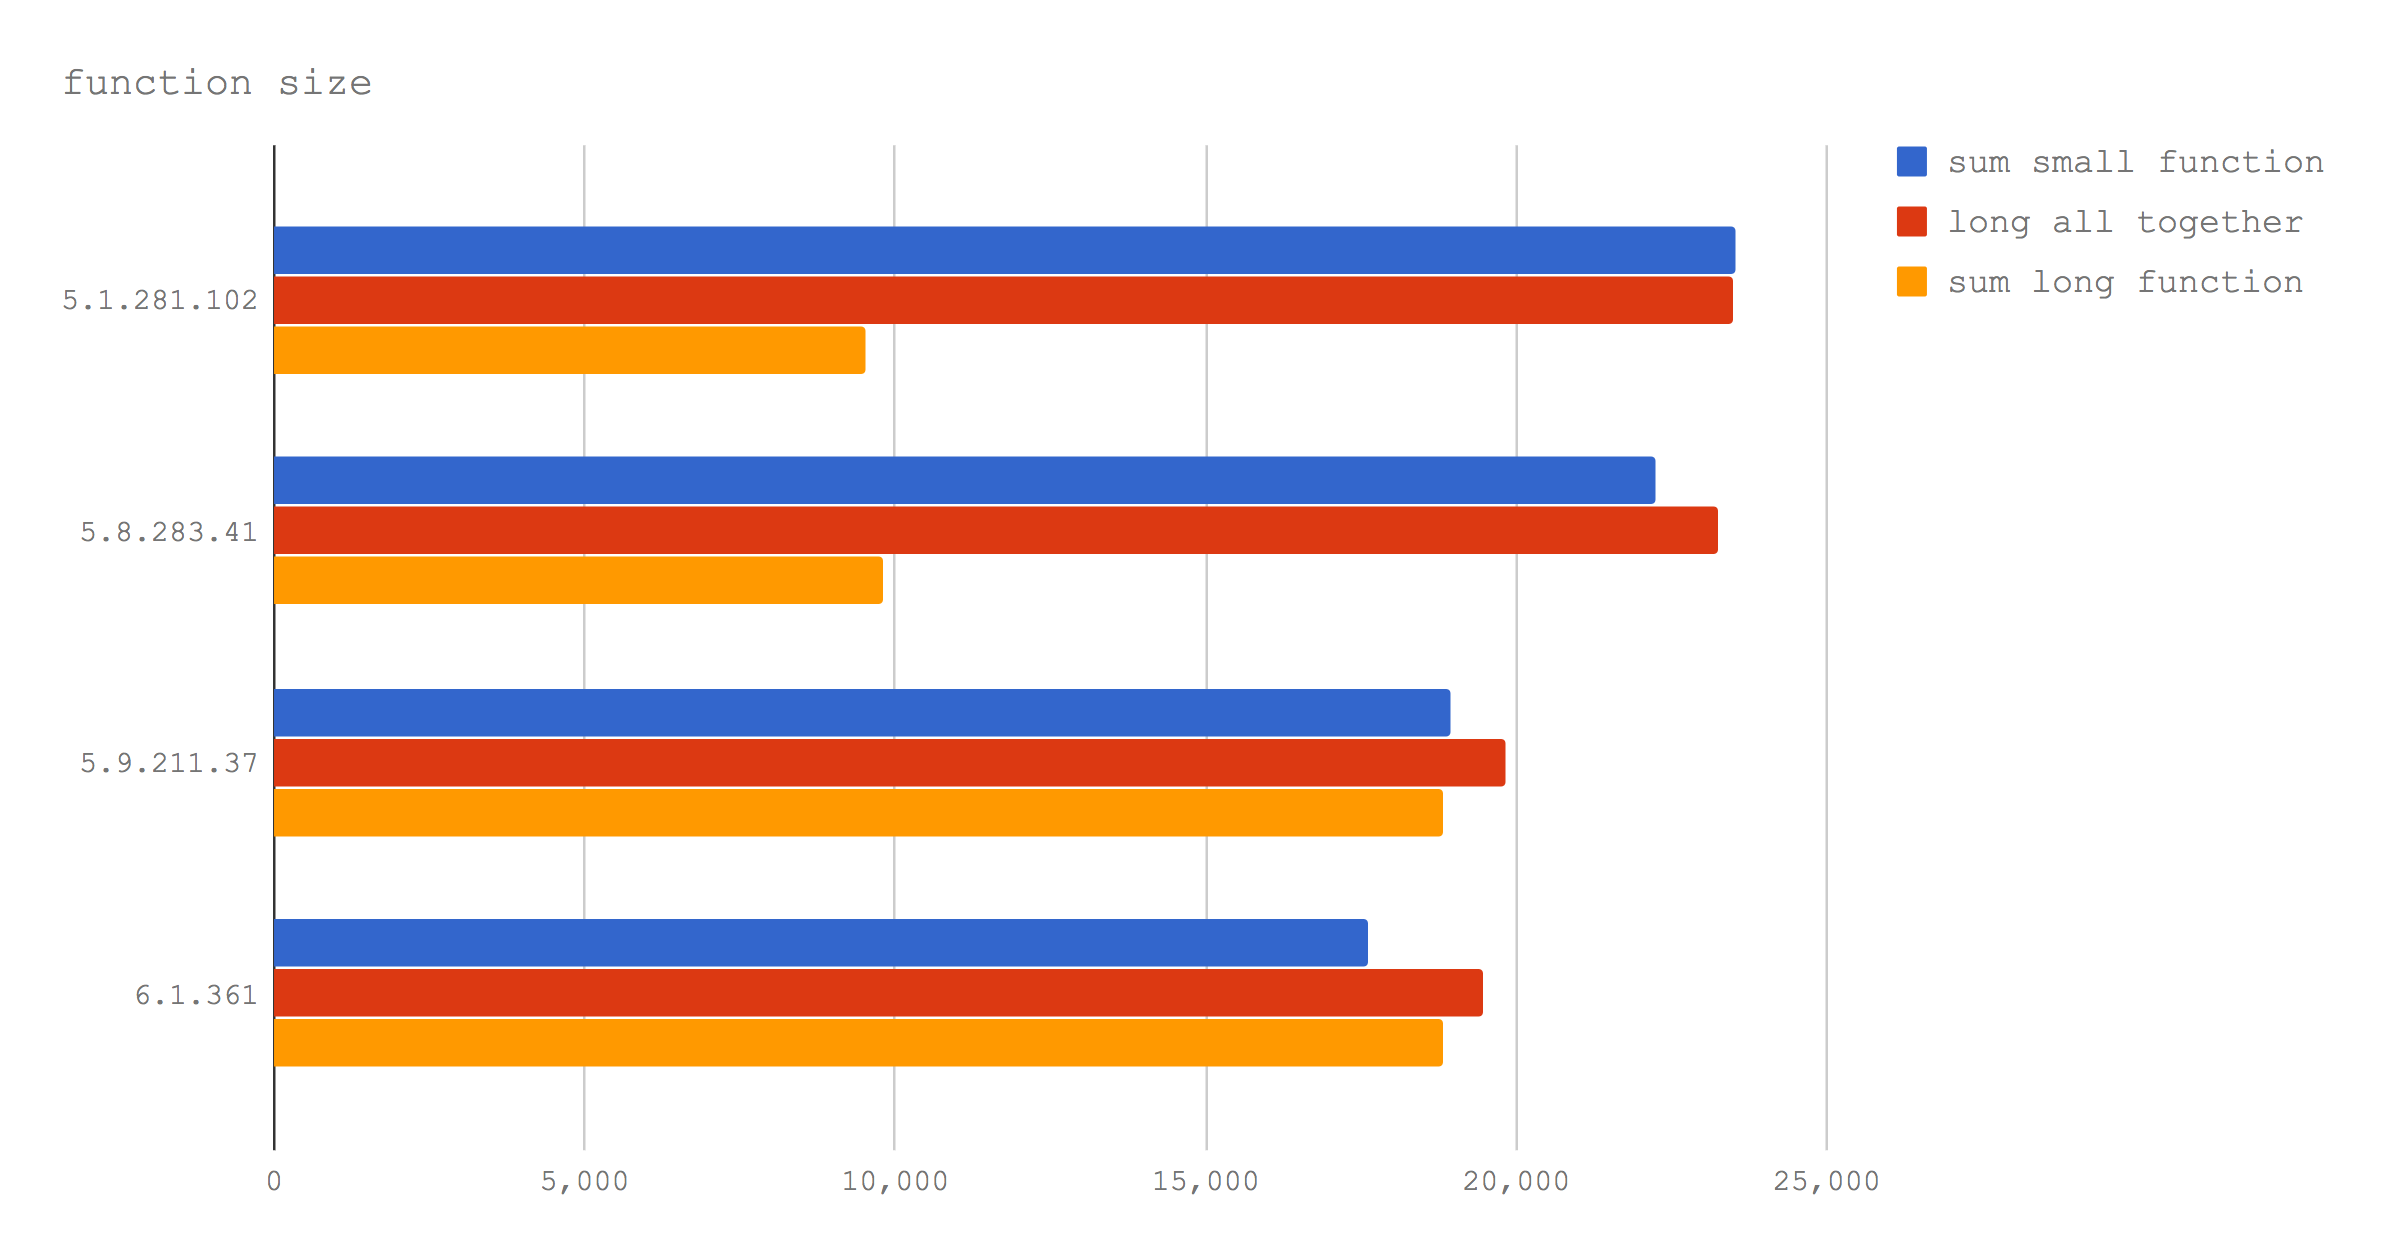 function size
sum small function
long all together
sum long function
5.1.281.102
5.8.283.41
5.9.211.37
6.1.361
0 5,000 10,000 15,000 20,000 25,000